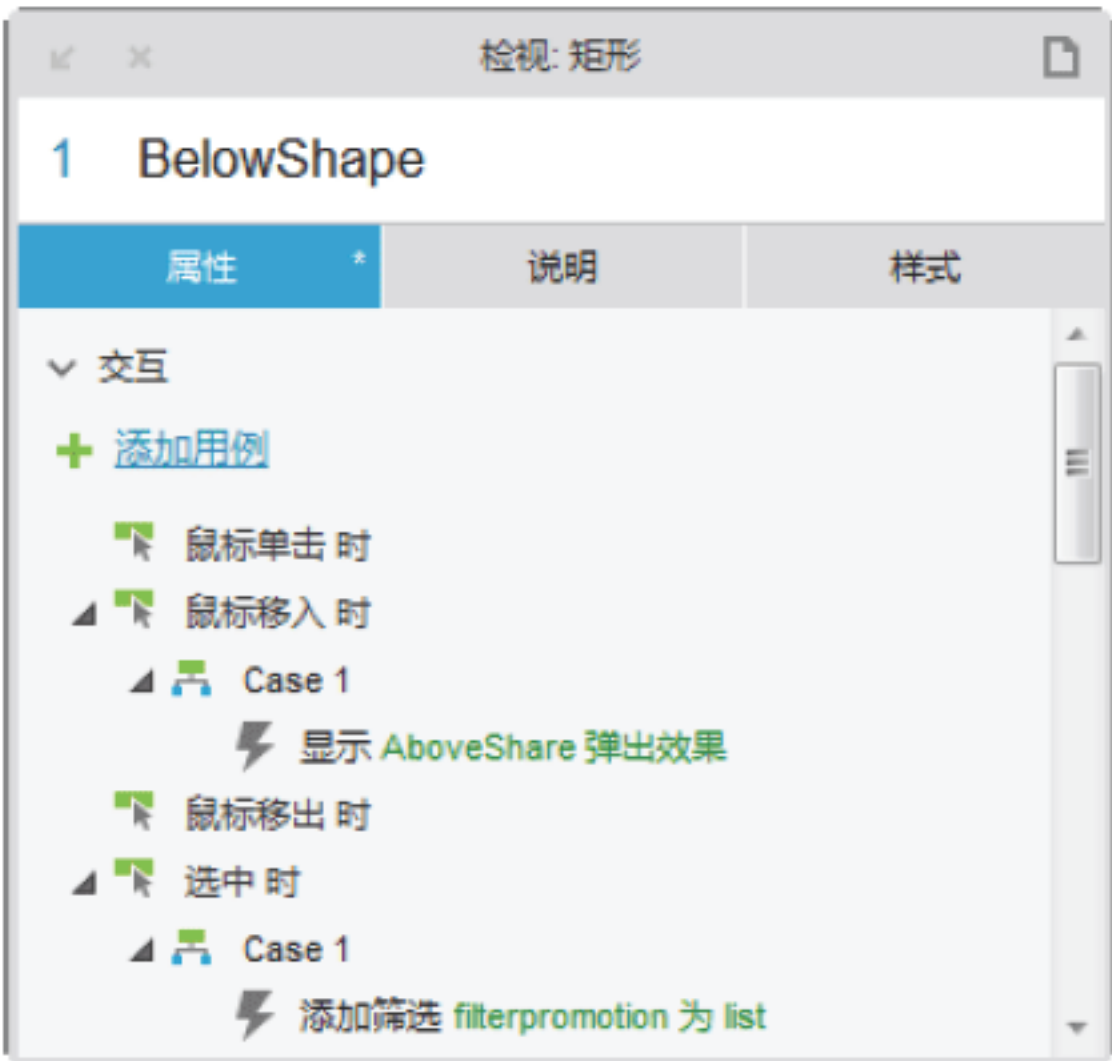 检视: 矩形
1 BelowShape
属性 * 说明 样式
交互
添加用例
鼠标单击 时
鼠标移入 时
Case 1
显示 AboveShare 弹出效果
鼠标移出 时
选中 时
Case 1
添加筛选 filterpromotion 为 list